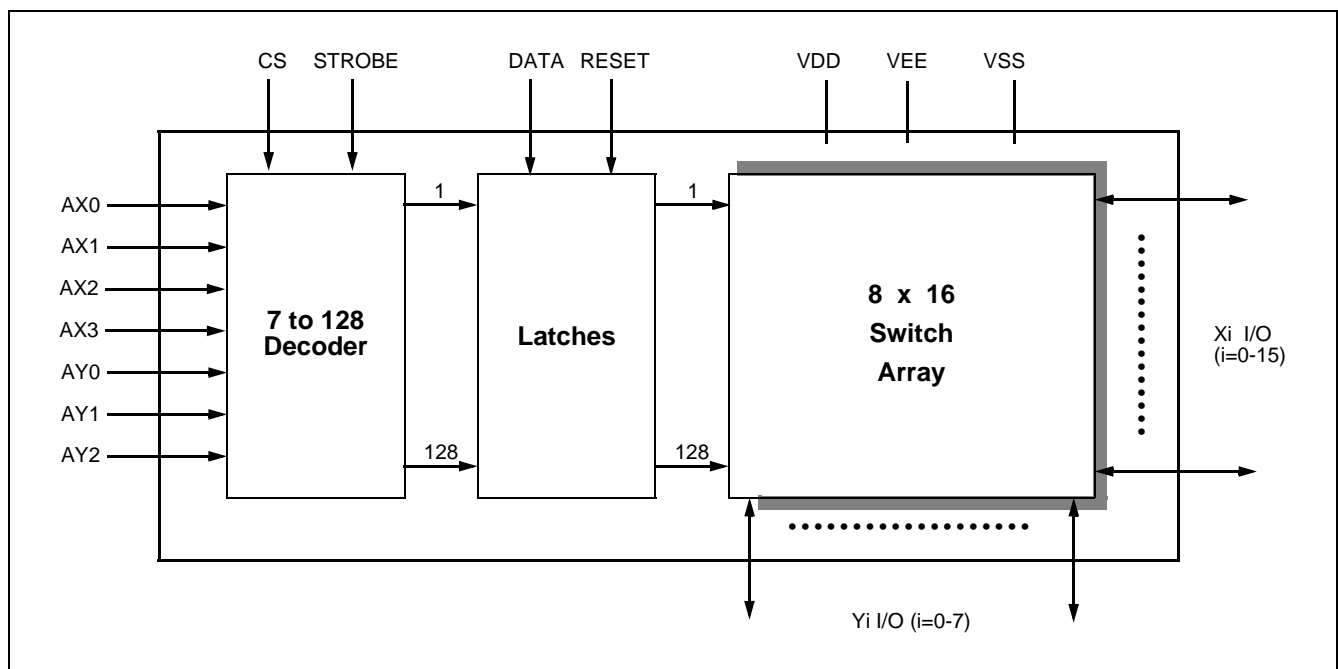 CS STROBE DATA RESET VDD VEE VSS
AX0
AX1
AX2
AX3
AY0
AY1
AY2
7 to 128
Decoder
1
128
Latches
1
128
8 x 16
Switch
Array
Xi I/O
(i=0-15)
Yi I/O (i=0-7)